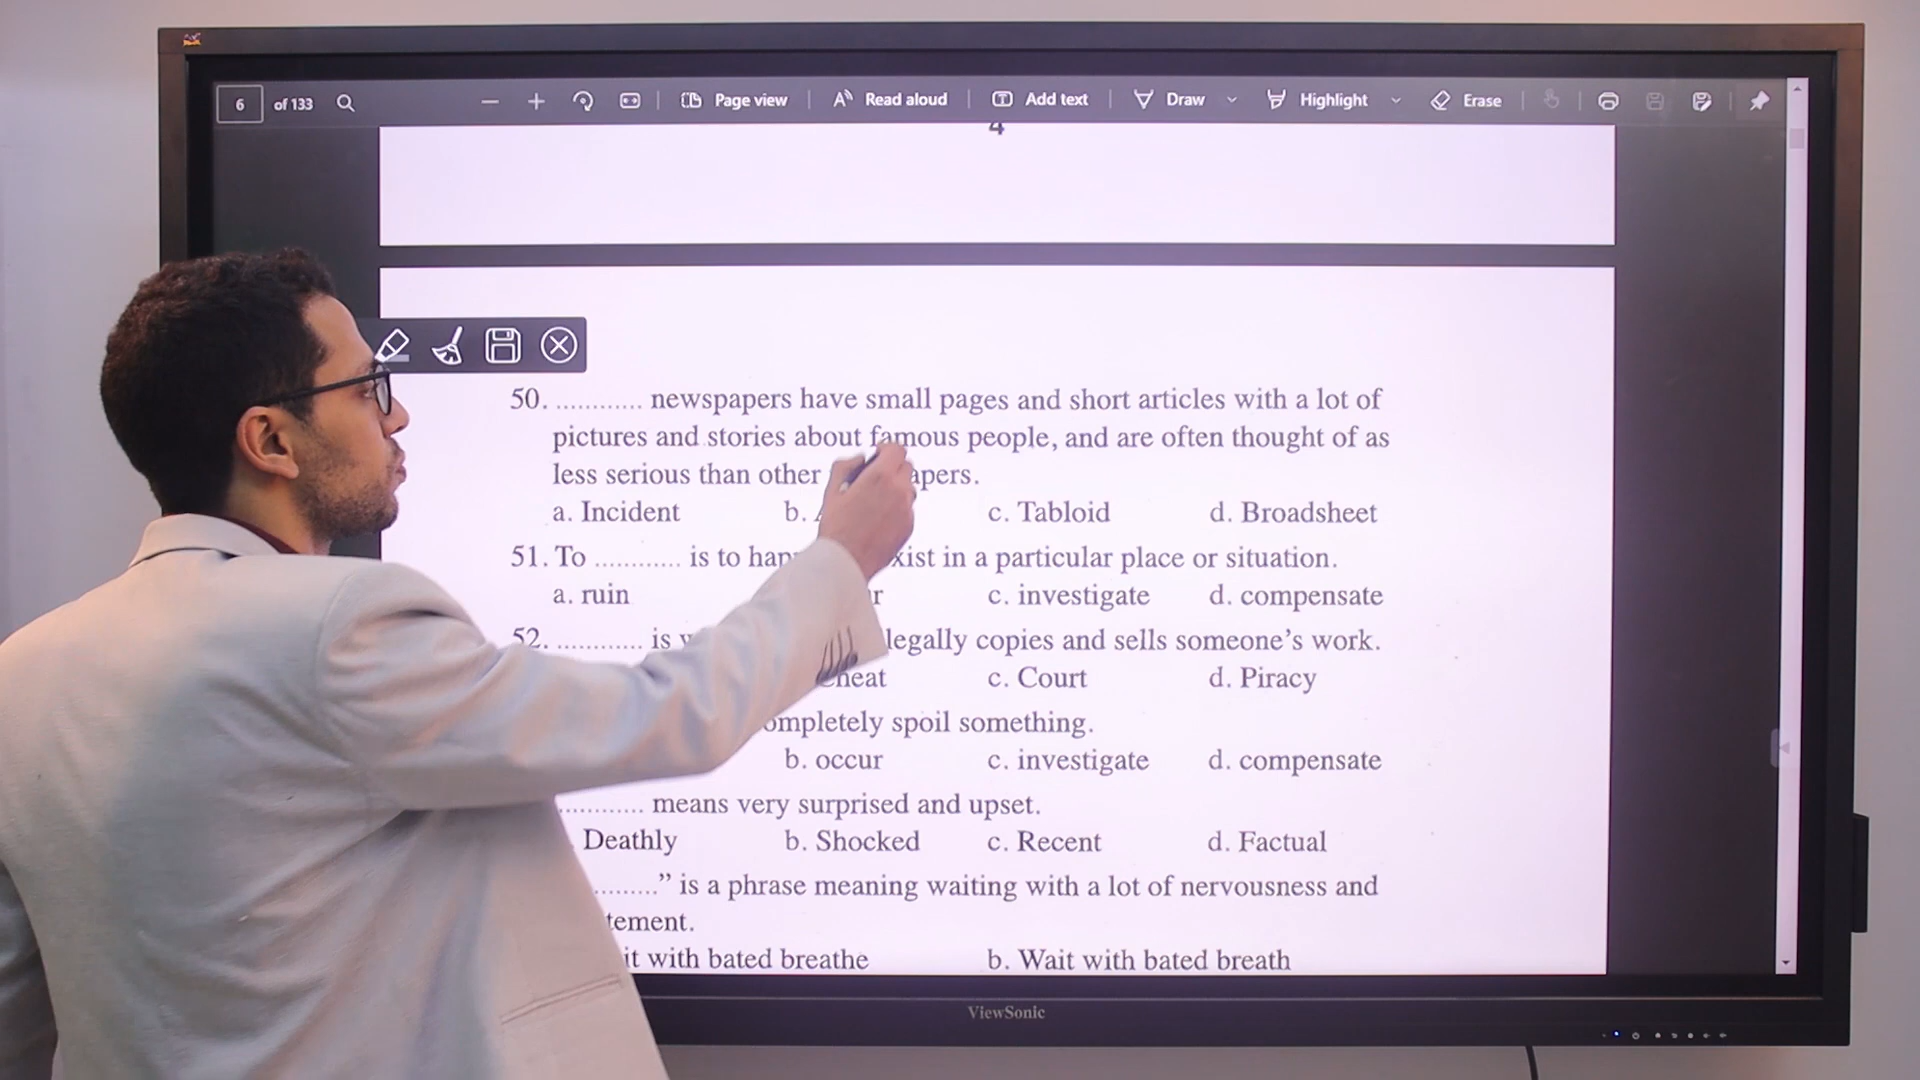 6 of 133 Page view Read aloud Add text Draw Highlight Erase
4
50. ............ newspapers have small pages and short articles with a lot of
pictures and stories about famous people, and are often thought of as
less serious than other apers.
a. Incident b. c. Tabloid d. Broadsheet
51. To ............ is to exist in a particular place or situation.
a. ruin c. investigate d. compensate
52. ............ is legally copies and sells someone's work.
cheat c. Court d. Piracy
completely spoil something.
b. occur c. investigate d. compensate
............ means very surprised and upset.
Deathly b. Shocked c. Recent d. Factual
.........” is a phrase meaning waiting with a lot of nervousness and
tement.
it with bated breathe b. Wait with bated breath
ViewSonic